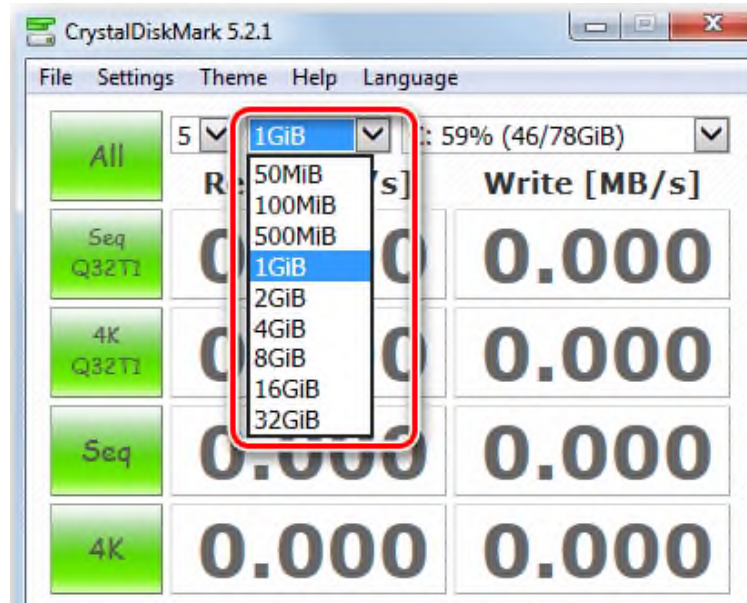 CrystalDiskMark 5.2.1
File Settings Theme Help Language
All
5 1GiB : 59% (46/78GiB)
50MiB
100MiB
500MiB
1GiB
2GiB
4GiB
8GiB
16GiB
32GiB
Write [MB/s]
Seq
Q32T1
0.000
4K
Q32T1
0.000
Seq
0.000 0.000
4K
0.000 0.000